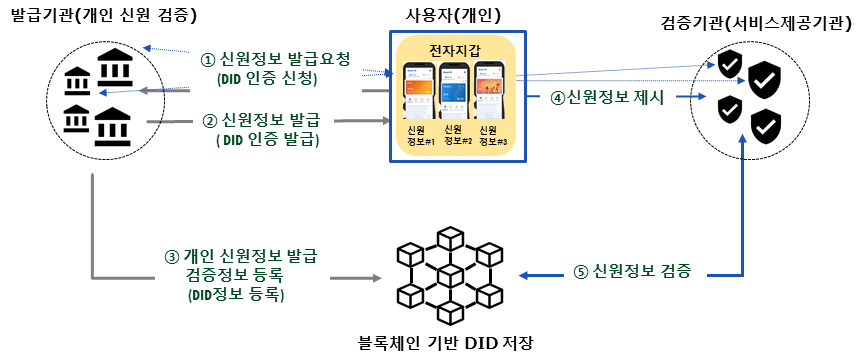 발급기관(개인 신원 검증)
사용자(개인)
검증기관(서비스제공기관)
① 신원정보 발급요청
(DID 인증 신청)
② 신원정보 발급
( DID 인증 발급)
전자지갑
신원
정보#1
신원
정보#2
신원
정보#3
④신원정보 제시
③ 개인 신원정보 발급
검증정보 등록
(DID정보 등록)
⑤ 신원정보 검증
블록체인 기반 DID 저장